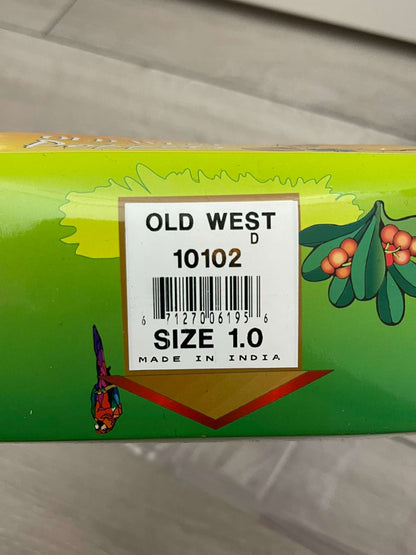 OLD WEST
D
10102
6 71270 06195 6
SIZE 1.0
MADE IN INDIA